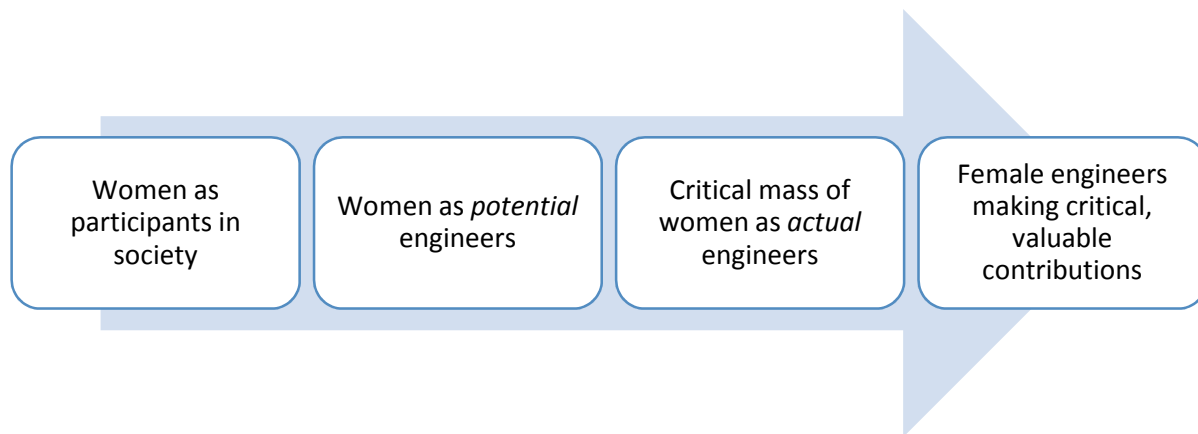 Women as
participants in
society
Women as potential
engineers
Critical mass of
women as actual
engineers
Female engineers
making critical,
valuable
contributions